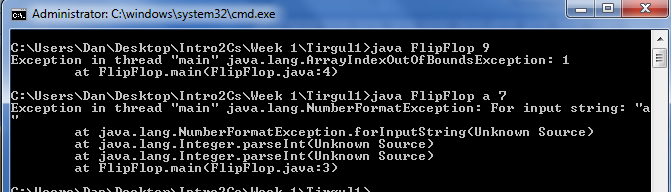 Administrator: C:\windows\system32\cmd.exe
C:\Users\Dan\Desktop\Intro2Cs\Week 1\Tirgul1>java FlipFlop 9
Exception in thread "main" java.lang.ArrayIndexOutOfBoundsException: 1
at FlipFlop.main(FlipFlop.java:4)
C:\Users\Dan\Desktop\Intro2Cs\Week 1\Tirgul1>java FlipFlop a 7
Exception in thread "main" java.lang.NumberFormatException: For input string: "a
"
at java.lang.NumberFormatException.forInputString(Unknown Source)
at java.lang.Integer.parseInt(Unknown Source)
at java.lang.Integer.parseInt(Unknown Source)
at FlipFlop.main(FlipFlop.java:3)
C:\Users\Dan\Desktop\Intro2Cs\Week 1\Tirgul1>